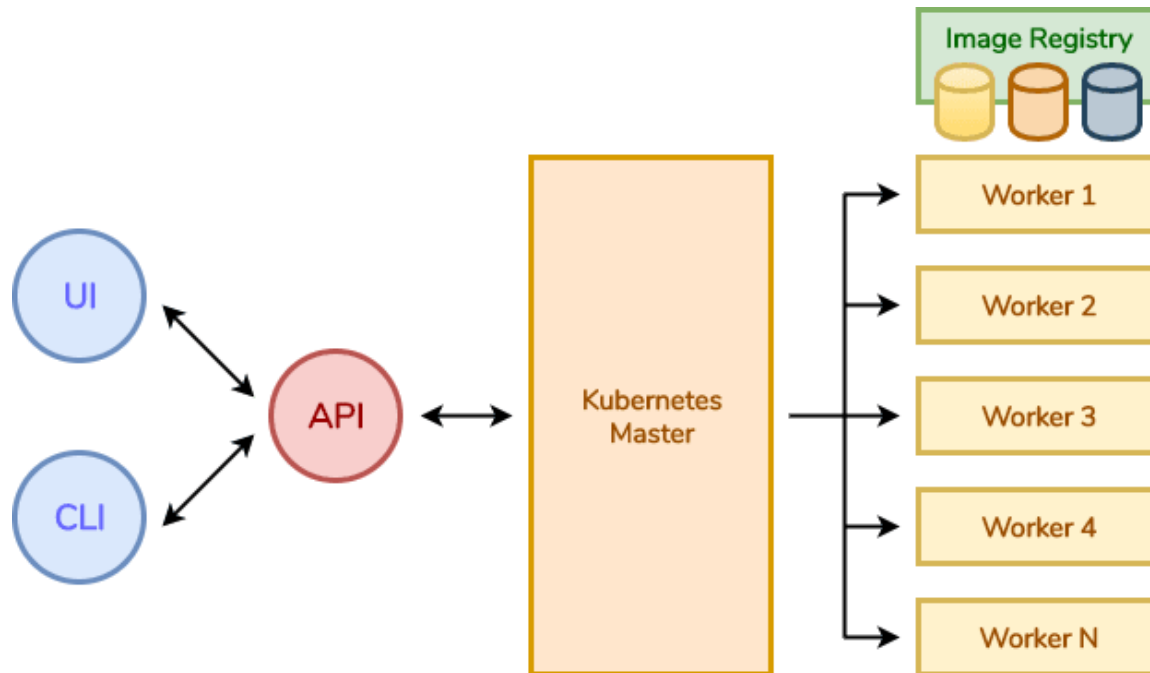 Image Registry
Worker 1
UI
Worker 2
API
Kubernetes
Master
Worker 3
CLI
Worker 4
Worker N